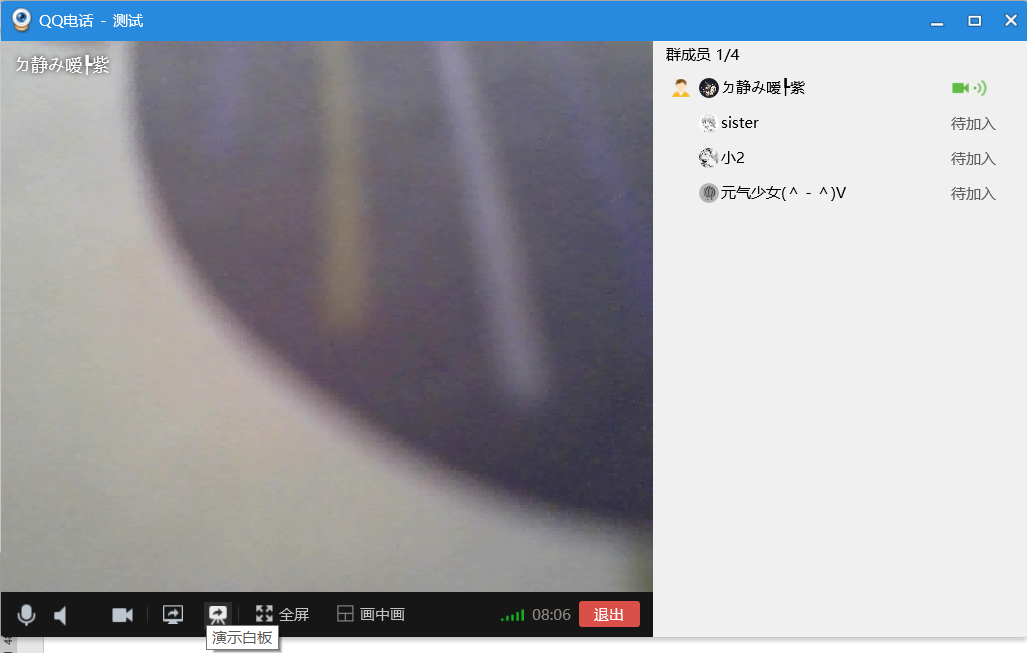 QQ电话 - 测试
ㄉ静み嗳┡紫
群成员 1/4
ㄉ静み嗳┡紫
sister 待加入
小2 待加入
元气少女(＾－＾)V 待加入
全屏 画中画 08:06 退出
演示白板